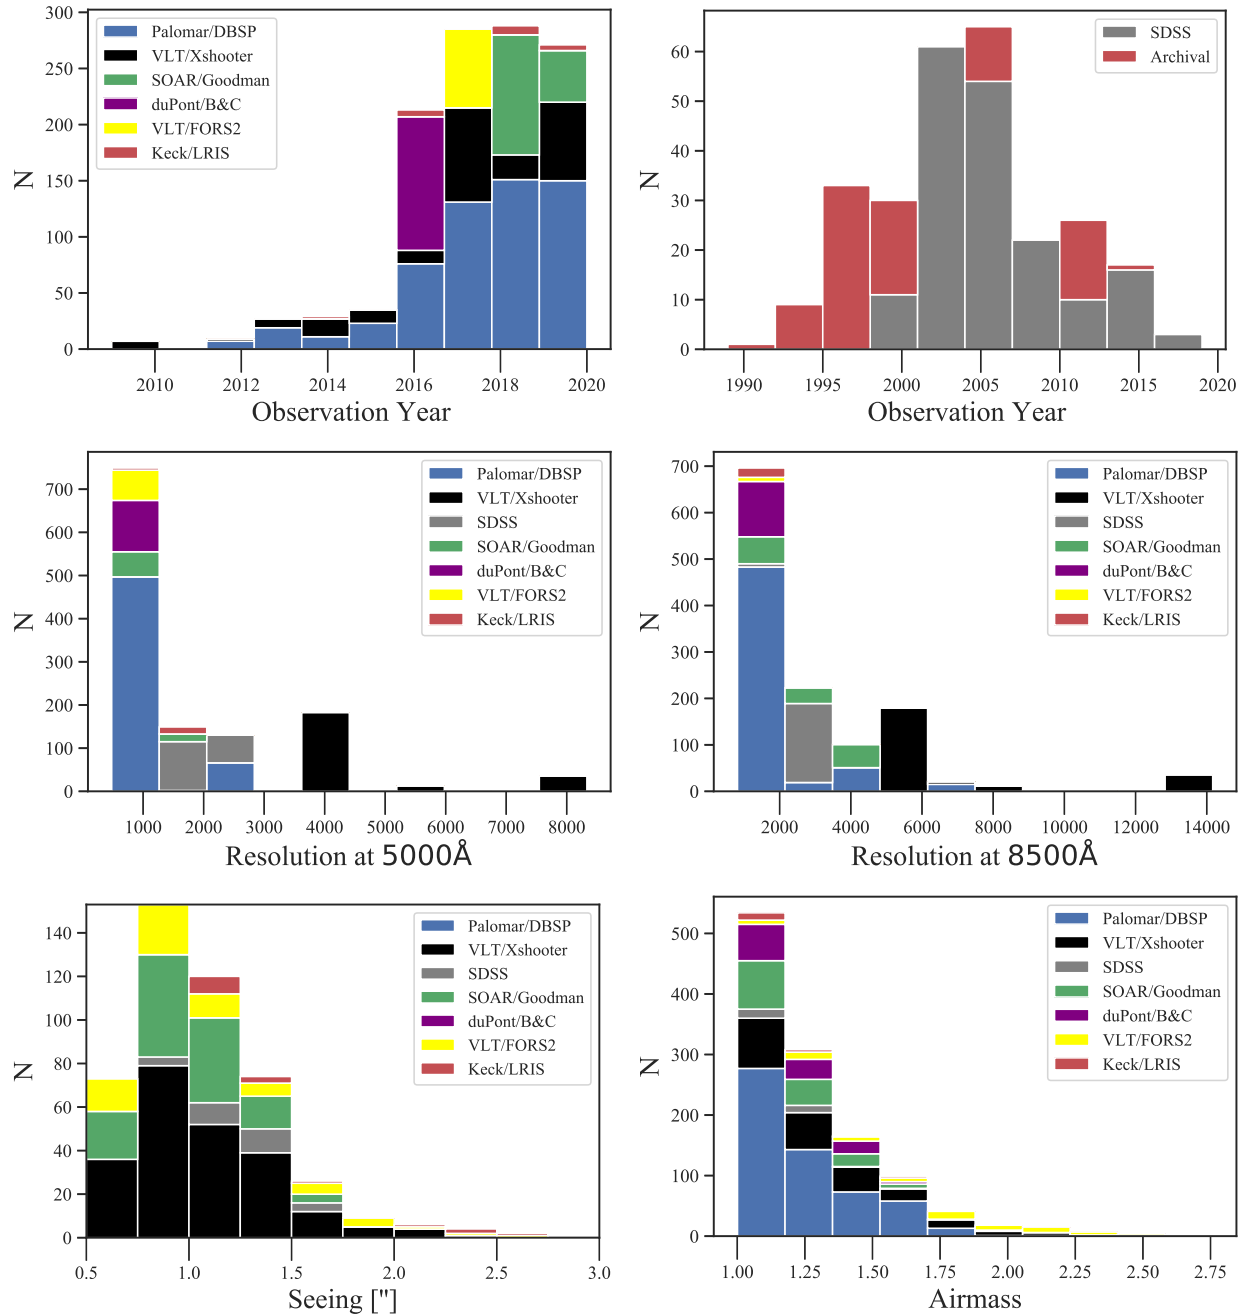 300
250
200
150
100
50
0
N
Palomar/DBSP
VLT/Xshooter
SOAR/Goodman
duPont/B&C
VLT/FORS2
Keck/LRIS
2010 2012 2014 2016 2018 2020
Observation Year
60
50
40
30
20
10
0
N
SDSS
Archival
1990 1995 2000 2005 2010 2015 2020
Observation Year
700
600
500
400
300
200
100
0
N
Palomar/DBSP
VLT/Xshooter
SDSS
SOAR/Goodman
duPont/B&C
VLT/FORS2
Keck/LRIS
1000 2000 3000 4000 5000 6000 7000 8000
Resolution at 5000Å
700
600
500
400
300
200
100
0
N
Palomar/DBSP
VLT/Xshooter
SDSS
SOAR/Goodman
duPont/B&C
VLT/FORS2
Keck/LRIS
2000 4000 6000 8000 10000 12000 14000
Resolution at 8500Å
140
120
100
80
60
40
20
0
N
Palomar/DBSP
VLT/Xshooter
SDSS
SOAR/Goodman
duPont/B&C
VLT/FORS2
Keck/LRIS
0.5 1.0 1.5 2.0 2.5 3.0
Seeing ["]
500
400
300
200
100
0
N
Palomar/DBSP
VLT/Xshooter
SDSS
SOAR/Goodman
duPont/B&C
VLT/FORS2
Keck/LRIS
1.00 1.25 1.50 1.75 2.00 2.25 2.50 2.75
Airmass